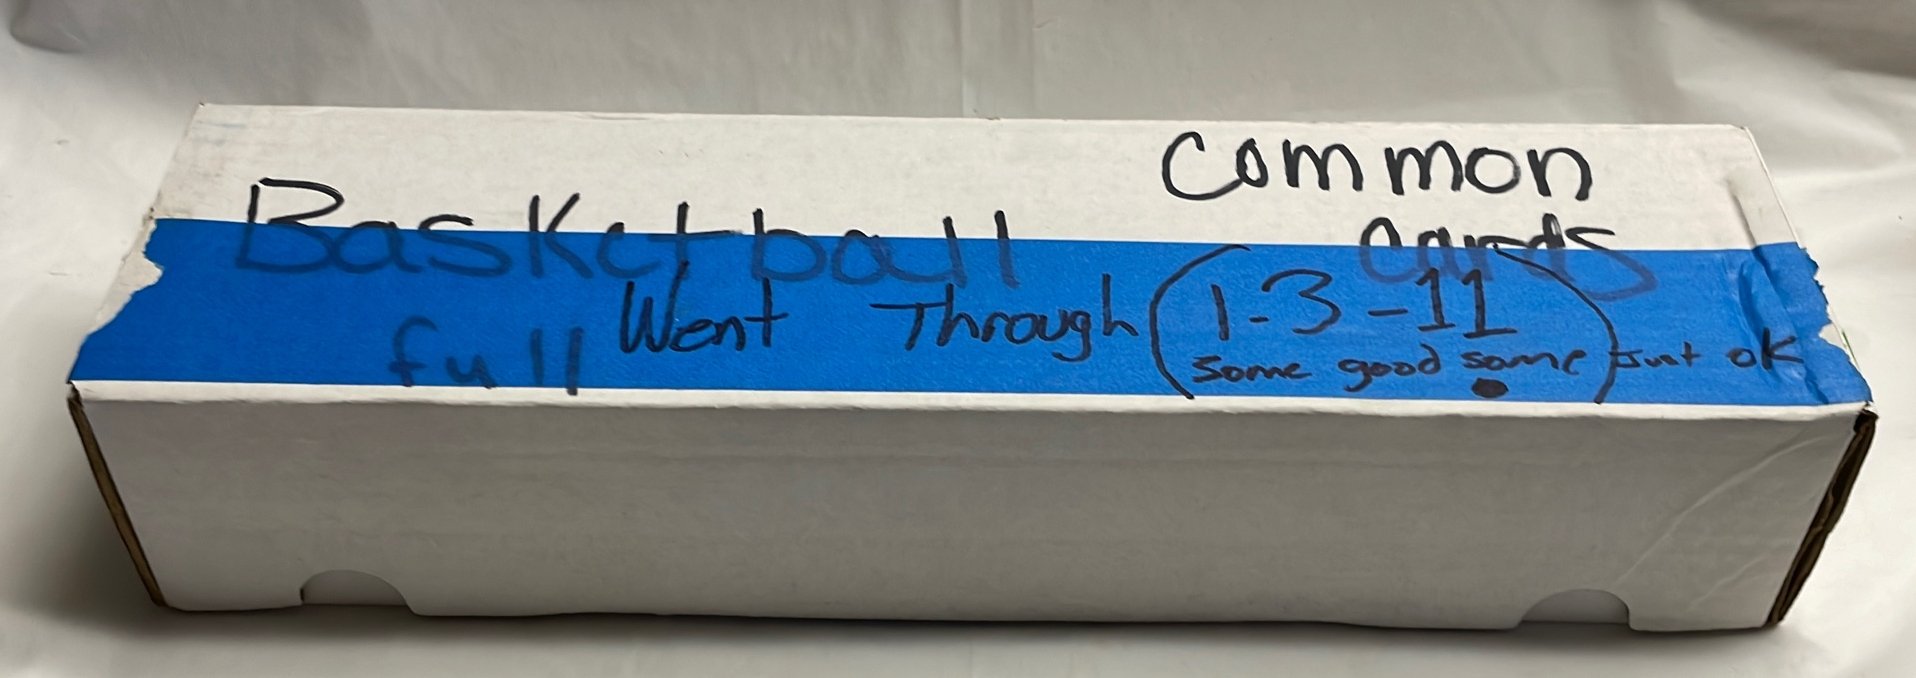 Common
Basketball cards
Went Through (1-3-11)
full some good some just ok